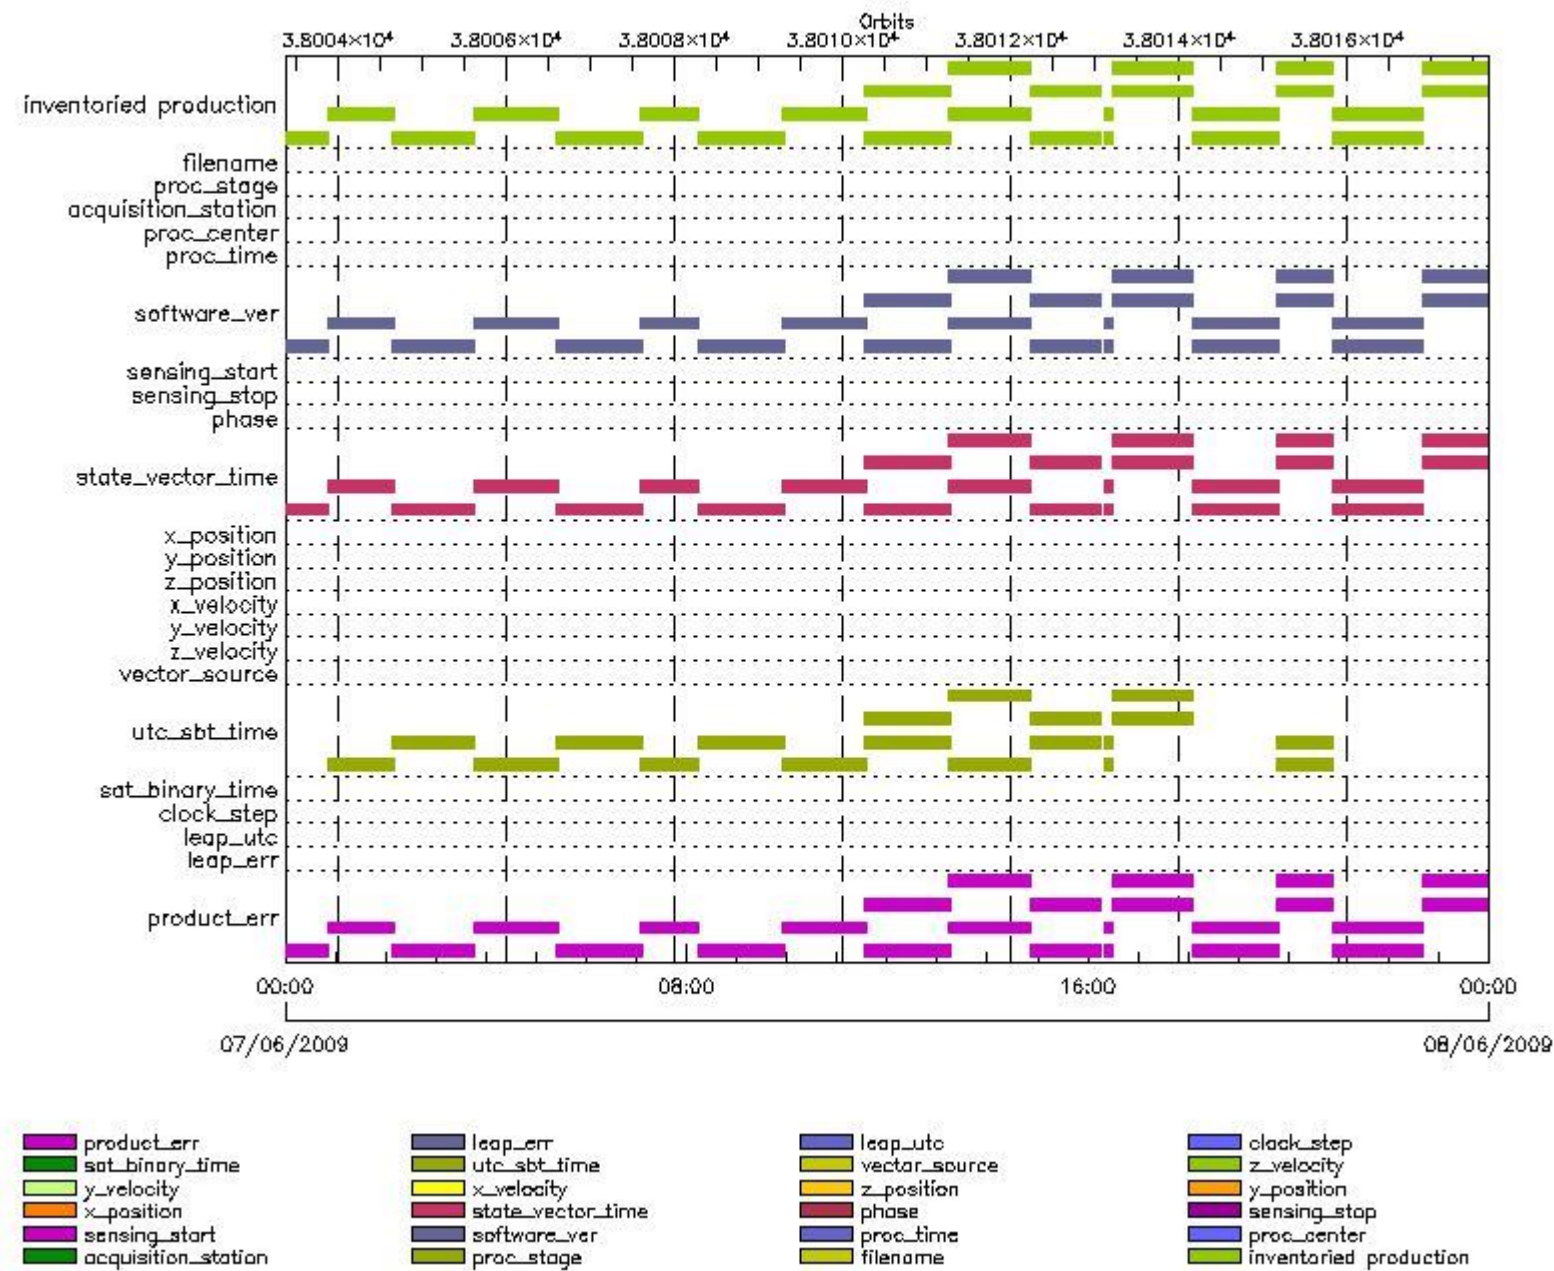 Orbits
3.8004×10⁴ 3.8006×10⁴ 3.8008×10⁴ 3.8010×10⁴ 3.8012×10⁴ 3.8014×10⁴ 3.8016×10⁴
inventoried production
filename
proc_stage
acquisition_station
proc_center
proc_time
software_ver
sensing_start
sensing_stop
phase
state_vector_time
x_position
y_position
z_position
x_velocity
y_velocity
z_velocity
vector_source
utc_sbt_time
sat_binary_time
clock_step
leap_utc
leap_err
product_err
00:00 08:00 16:00 00:00
07/06/2009 08/06/2009
product_err leap_err leap_utc clock_step
sat_binary_time utc_sbt_time vector_source z_velocity
y_velocity x_velocity z_position y_position
x_position state_vector_time phase sensing_stop
sensing_start software_ver proc_time proc_center
acquisition_station proc_stage filename inventoried production